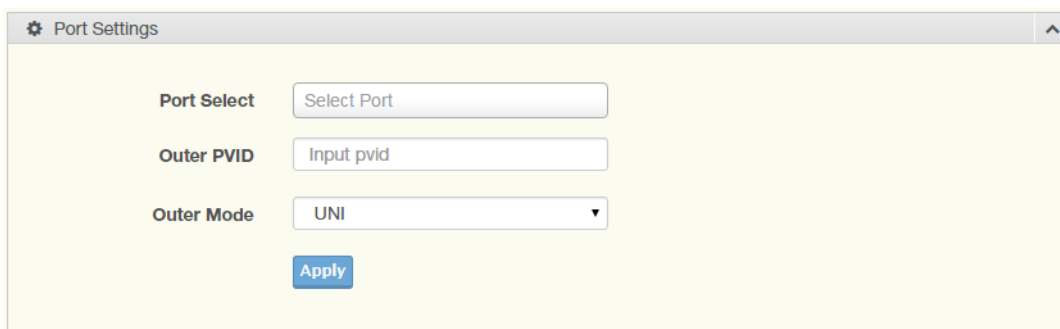 Port Settings
Port Select Select Port
Outer PVID Input pvid
Outer Mode UNI
Apply